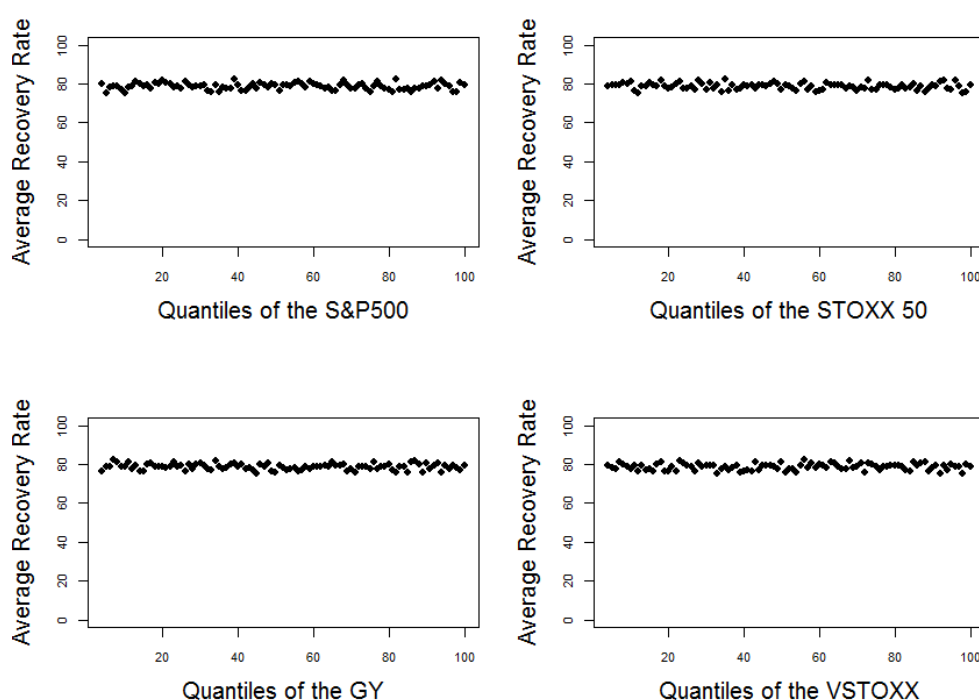 Average Recovery Rate
100
80
60
40
20
0
20 40 60 80 100
Quantiles of the S&P500
Average Recovery Rate
100
80
60
40
20
0
20 40 60 80 100
Quantiles of the STOXX 50
Average Recovery Rate
100
80
60
40
20
0
20 40 60 80 100
Quantiles of the GY
Average Recovery Rate
100
80
60
40
20
0
20 40 60 80 100
Quantiles of the VSTOXX